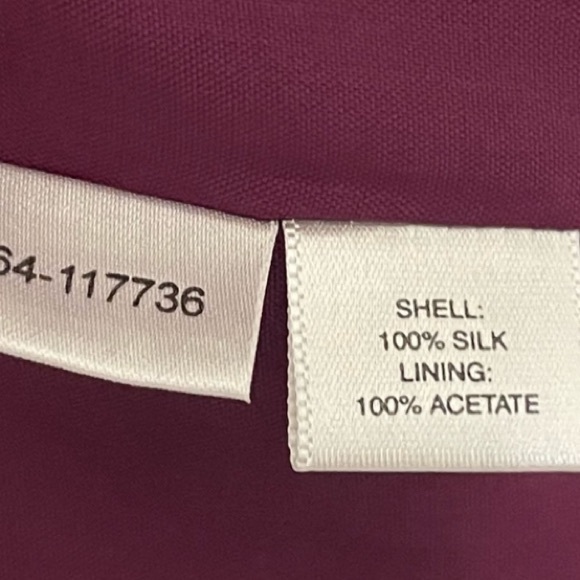 64-117736
SHELL:
100% SILK
LINING:
100% ACETATE